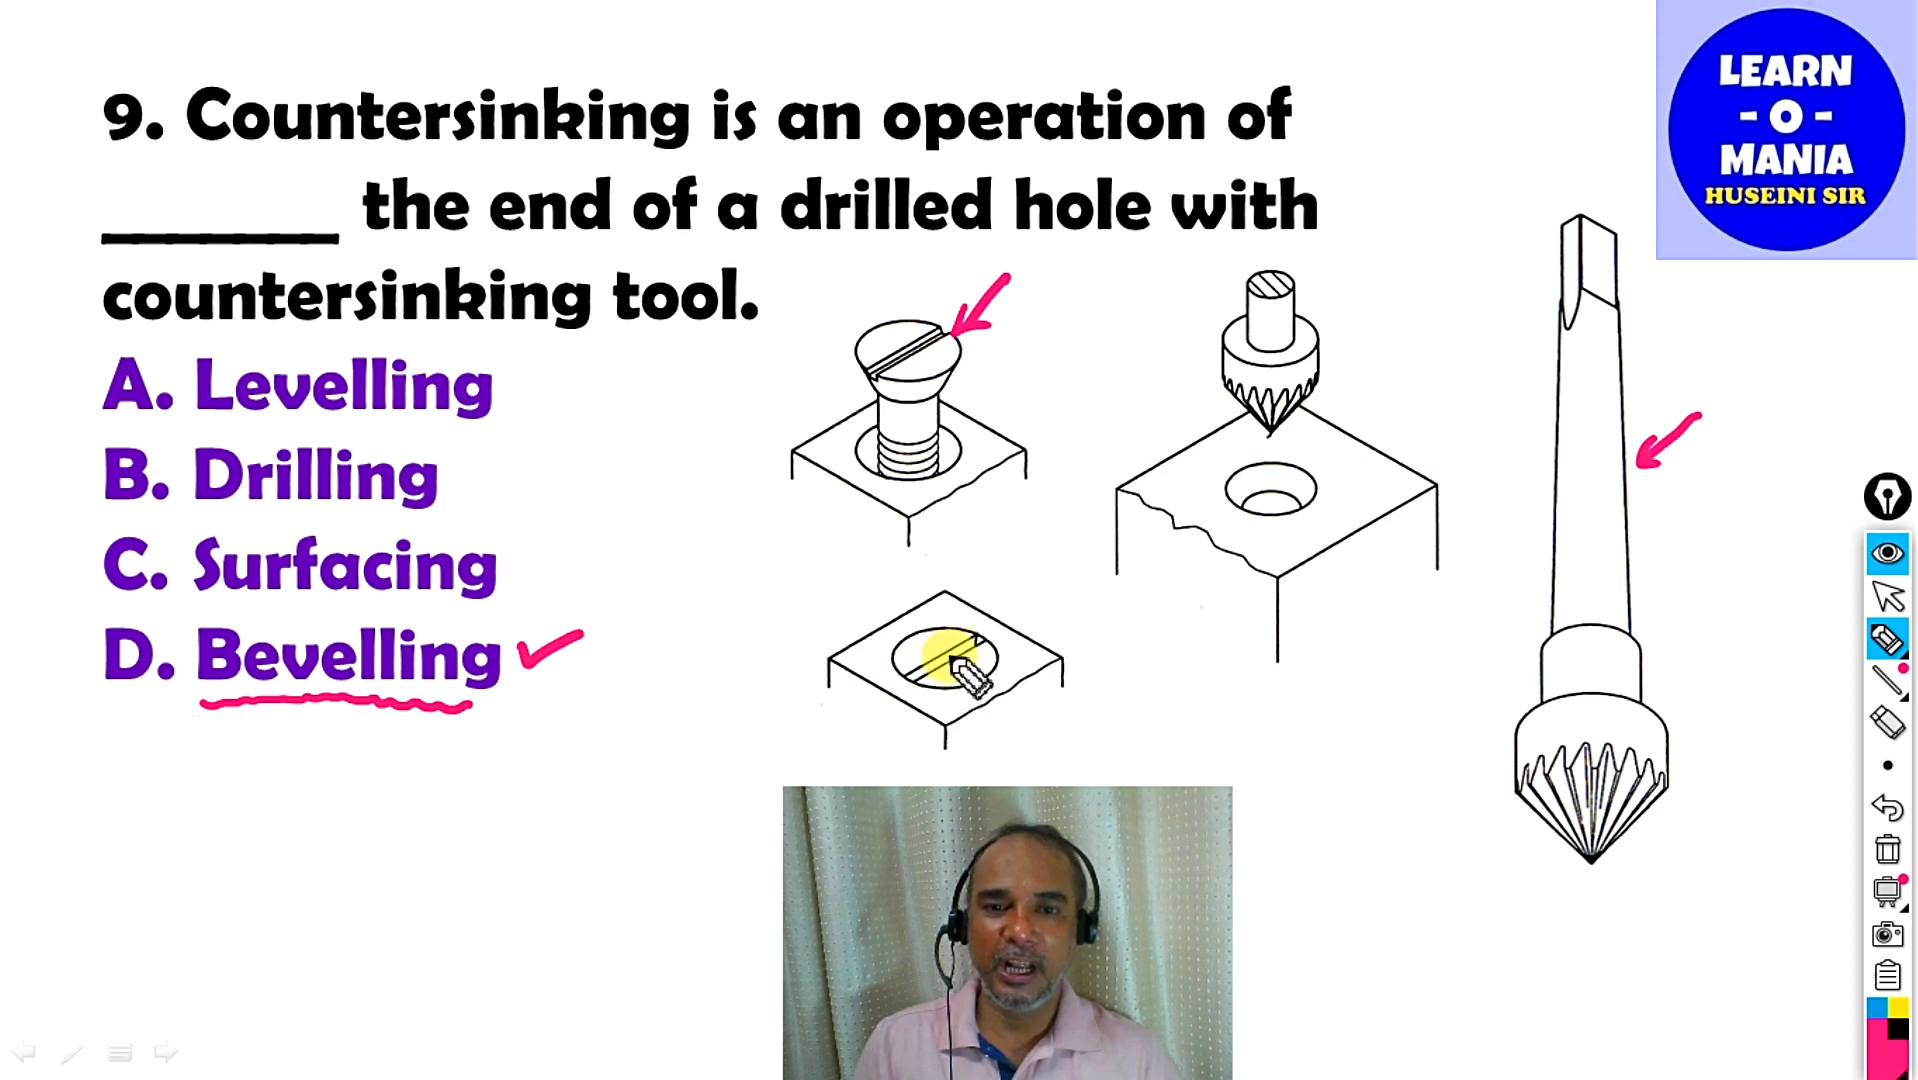 9. Countersinking is an operation of
_______ the end of a drilled hole with
countersinking tool.
A. Levelling
B. Drilling
C. Surfacing
D. Bevelling
LEARN
- O -
MANIA
HUSEINI SIR